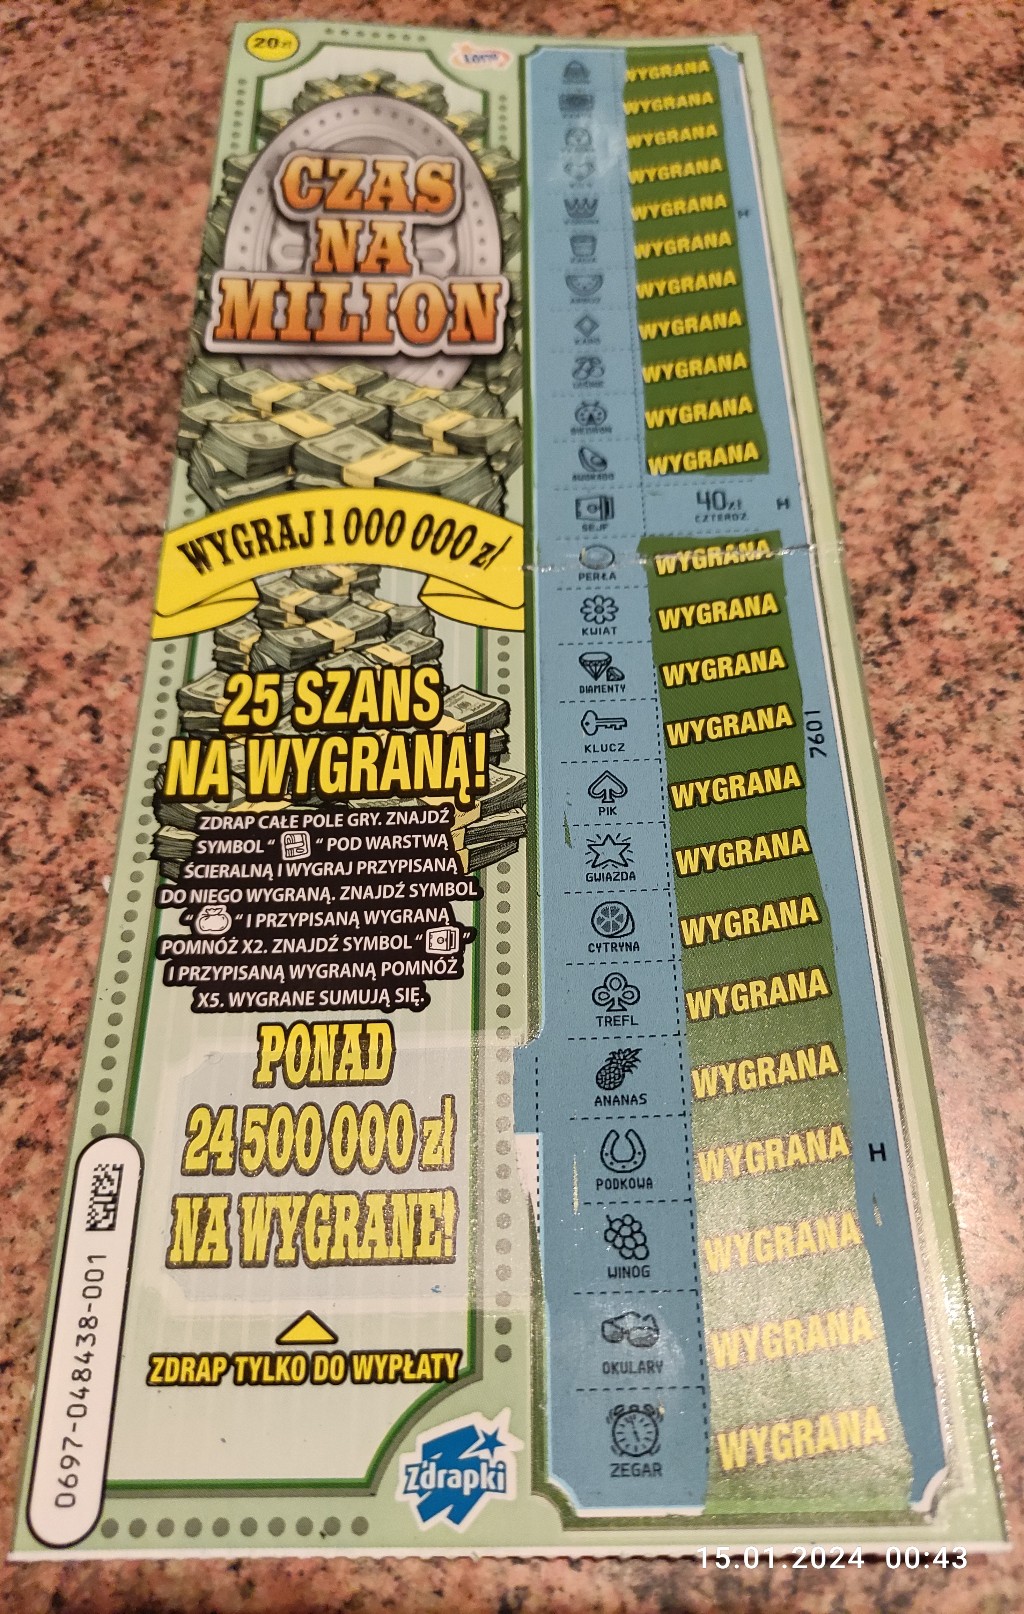 20 zł
LOTTO
CZAS
NA
MILION
WYGRAJ 1 000 000 zł
25 SZANS
NA WYGRANĄ!
ZDRAP CAŁE POLE GRY. ZNAJDŹ
SYMBOL “ ” POD WARSTWĄ
ŚCIERALNĄ I WYGRAJ PRZYPISANĄ
DO NIEGO WYGRANĄ. ZNAJDŹ SYMBOL
“ ” I PRZYPISANĄ WYGRANĄ
POMNÓŻ X2. ZNAJDŹ SYMBOL “ ”
I PRZYPISANĄ WYGRANĄ POMNÓŻ
X5. WYGRANE SUMUJĄ SIĘ.
PONAD
24 500 000 zł
NA WYGRANE!
ZDRAP TYLKO DO WYPŁATY
0697-048438-001
Zdrapki
WYGRANA
WYGRANA
WYGRANA
WYGRANA
WYGRANA H
WYGRANA
WYGRANA
KARO WYGRANA
WYGRANA
WYGRANA
AWOKADO WYGRANA
SEJF 40zł H
CZTERDZ
PERŁA WYGRANA
KWIAT WYGRANA
DIAMENTY WYGRANA
KLUCZ WYGRANA
7601
PIK WYGRANA
GWIAZDA WYGRANA
CYTRYNA WYGRANA
TREFL WYGRANA
ANANAS WYGRANA
PODKOWA WYGRANA H
WINOG WYGRANA
OKULARY WYGRANA
ZEGAR WYGRANA
15.01.2024 00:43